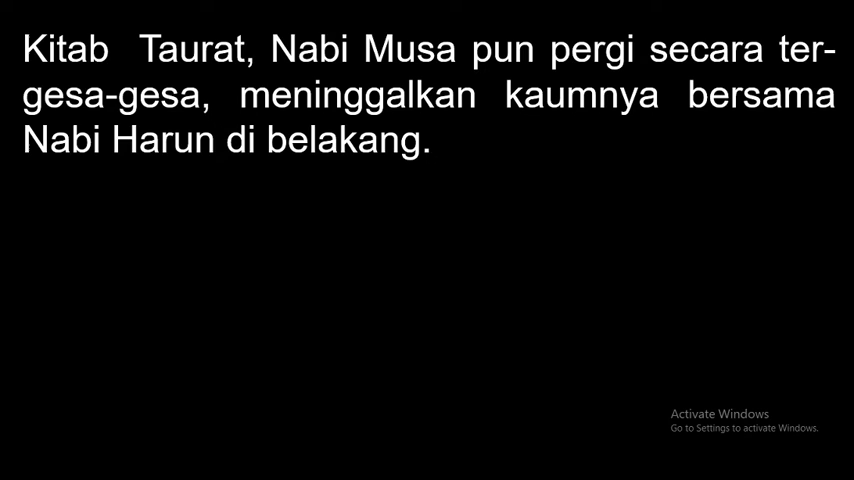 Kitab Taurat, Nabi Musa pun pergi secara ter-
gesa-gesa, meninggalkan kaumnya bersama
Nabi Harun di belakang.
Activate Windows
Go to Settings to activate Windows.